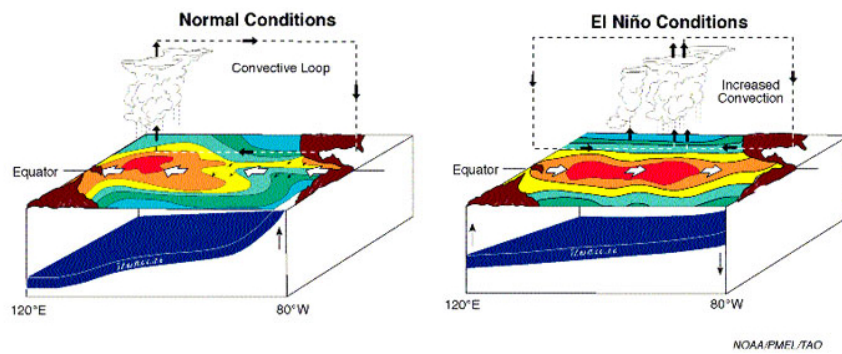 Normal Conditions
Convective Loop
Equator
120°E
80°W
El Niño Conditions
Increased
Convection
Equator
120°E
80°W
NOAA/PMEL/TAO